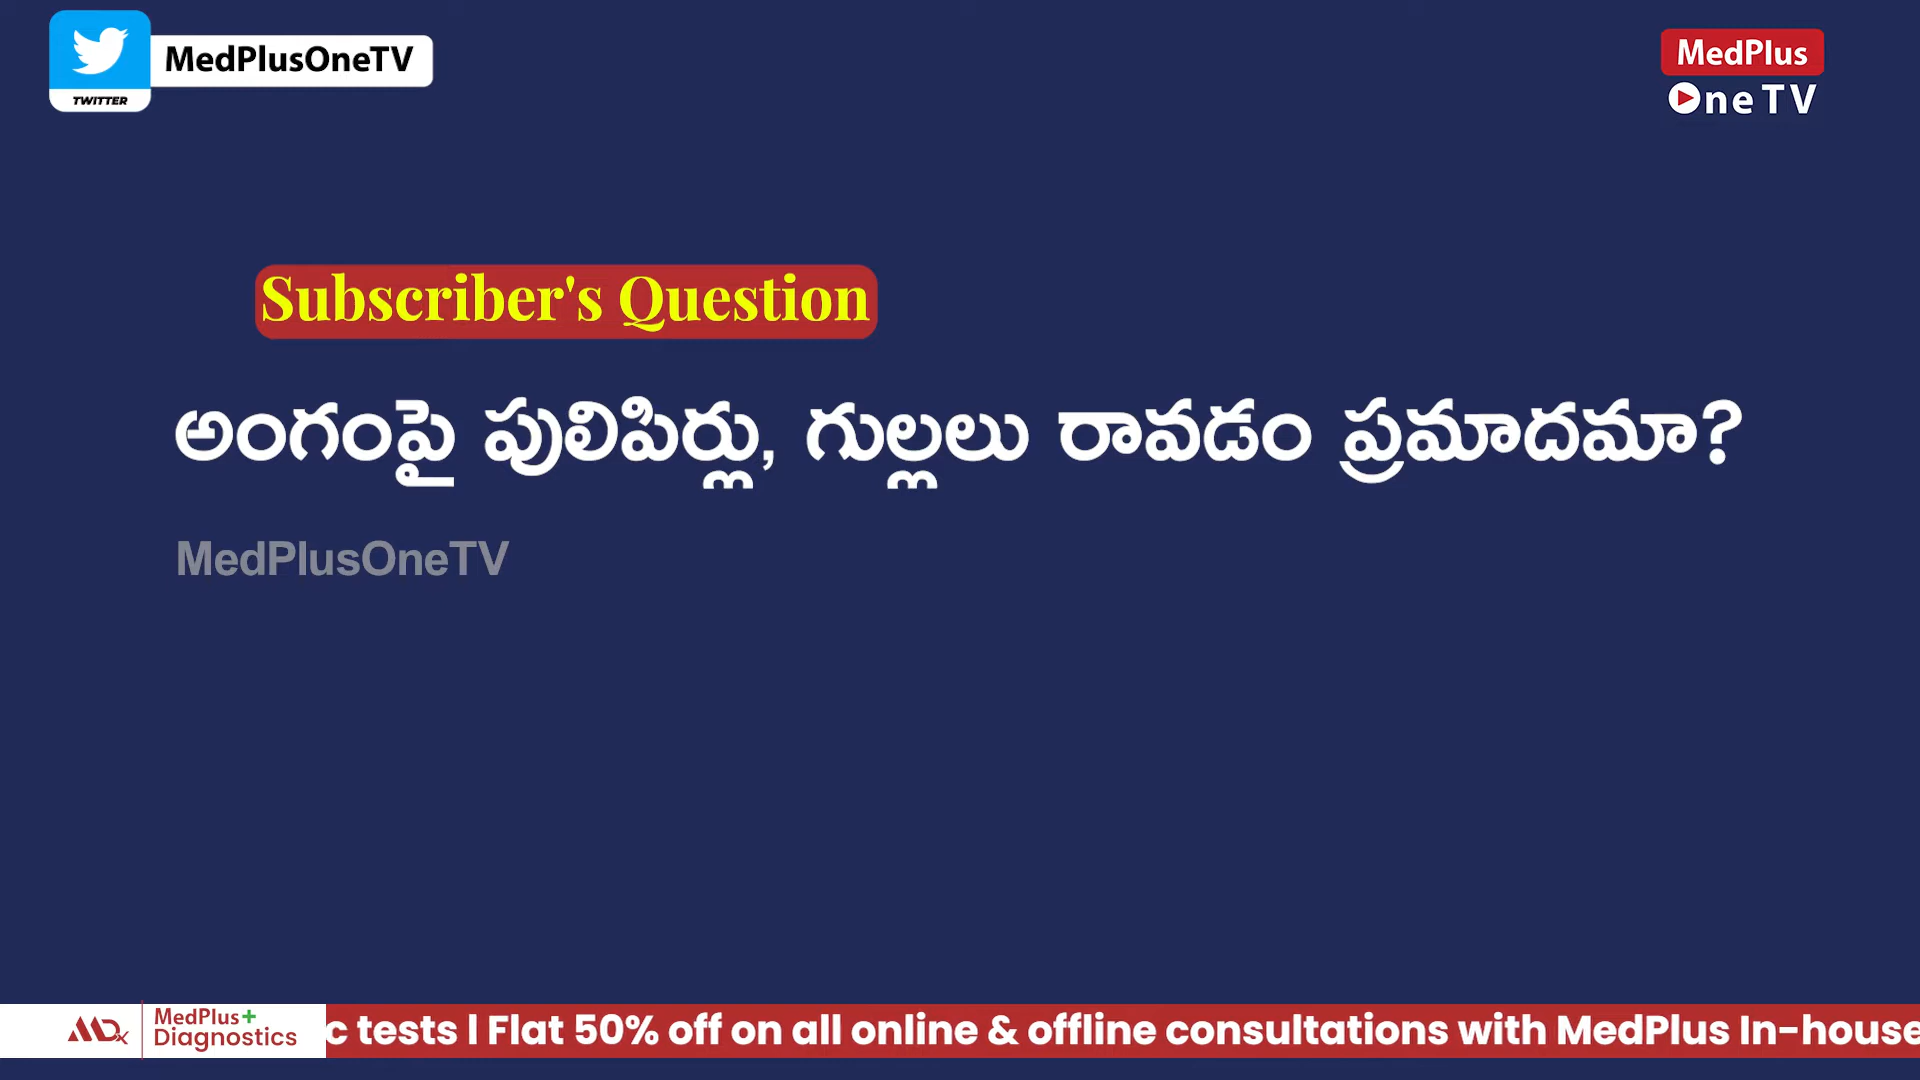 MedPlusOneTV
TWITTER
MedPlus
OneTV
Subscriber's Question
అంగంపై పులిపిర్లు, గుల్లలు రావడం ప్రమాదమా?
MedPlusOneTV
MDx
MedPlus+
Diagnostics
c tests l Flat 50% off on all online & offline consultations with MedPlus In-house